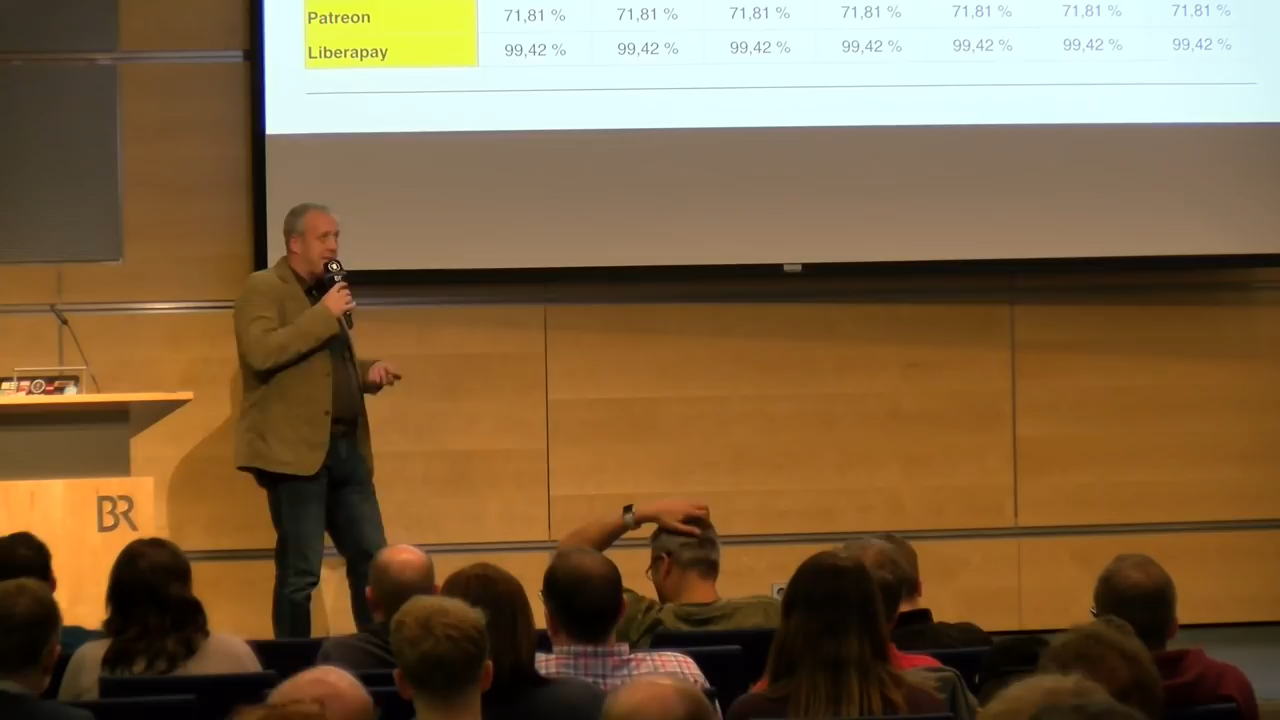 Patreon 71,81 % 71,81 % 71,81 % 71,81 % 71,81 % 71,81 % 71,81 %
Liberapay 99,42 % 99,42 % 99,42 % 99,42 % 99,42 % 99,42 % 99,42 %
BR